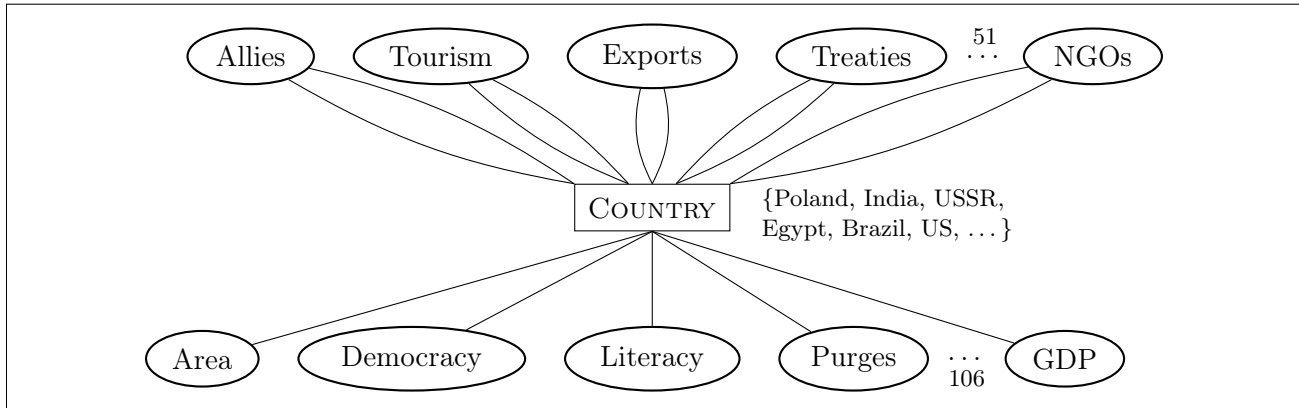 Allies Tourism Exports Treaties 51 ... NGOs
COUNTRY
{Poland, India, USSR,
Egypt, Brazil, US, ... }
Area Democracy Literacy Purges ... 106 GDP